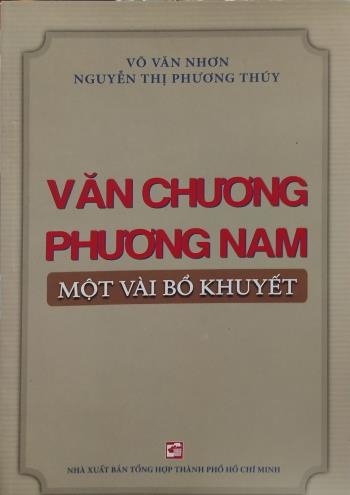 VÕ VĂN NHƠN
NGUYỄN THỊ PHƯƠNG THÚY
VĂN CHƯƠNG
PHƯƠNG NAM
MỘT VÀI BỔ KHUYẾT
NHÀ XUẤT BẢN TỔNG HỢP THÀNH PHỐ HỒ CHÍ MINH